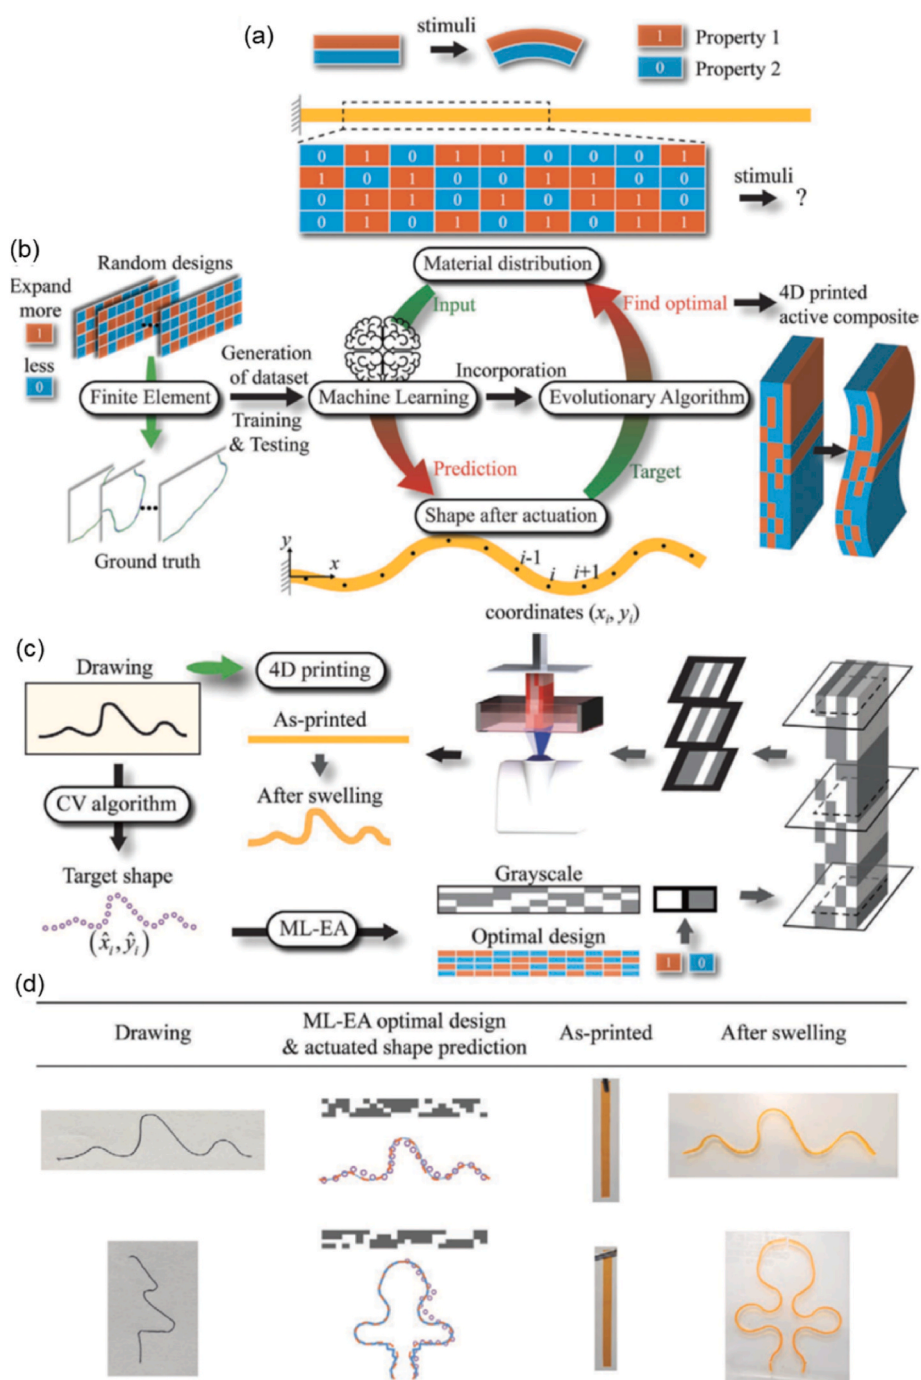 (a)
stimuli
1 Property 1
0 Property 2
0 1 0 1 1 0 0 0 1
1 0 1 0 0 1 1 0 0
0 0 1 1 0 1 1 0
0 1 0 1 0 1 0 1 1
stimuli
?
(b)
Random designs
Expand
more
1
less
0
Finite Element
Ground truth
Generation
of dataset
Training
& Testing
Material distribution
Input
Machine Learning
Incorporation
Evolutionary Algorithm
Find optimal
4D printed
active composite
Prediction
Target
Shape after actuation
y
x
i-1
i
i+1
coordinates (xᵢ, yᵢ)
(c)
Drawing
4D printing
As-printed
After swelling
CV algorithm
Target shape
(x̂ᵢ, ŷᵢ)
ML-EA
Grayscale
Optimal design
1 0
(d)
Drawing
ML-EA optimal design
& actuated shape prediction
As-printed
After swelling